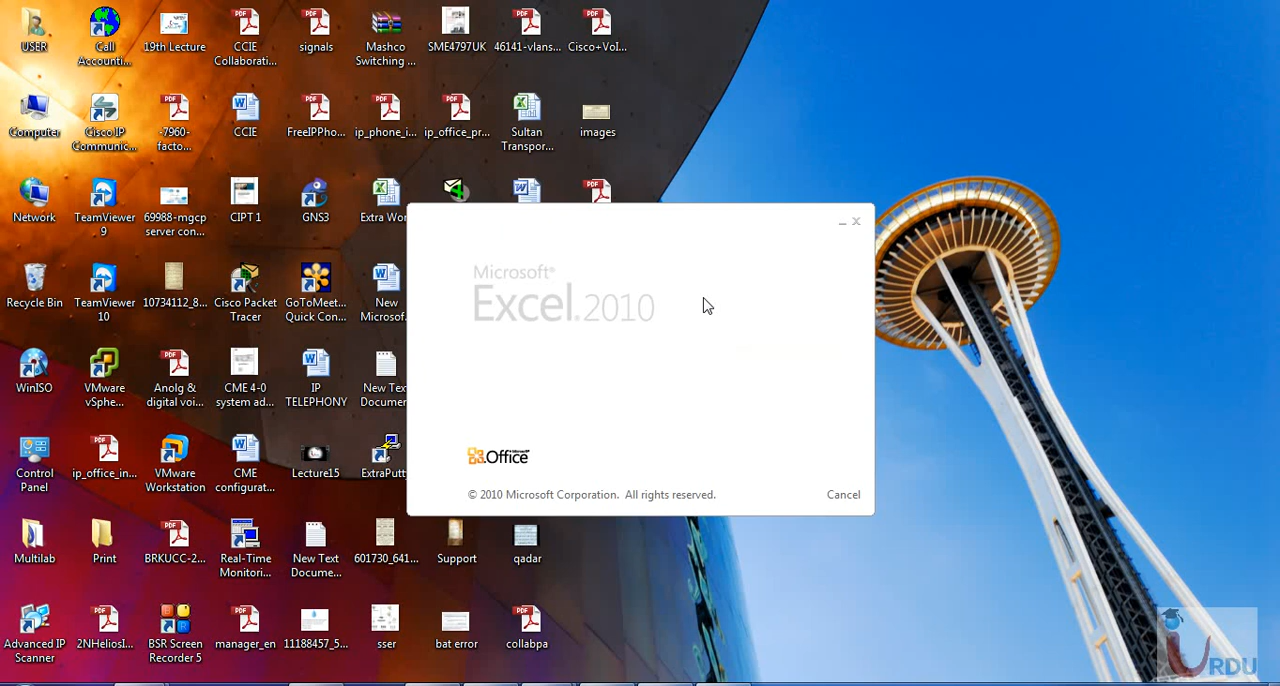 USER
Call
Accounti...
19th Lecture
CCIE
Collaborati...
signals
Mashco
Switching ...
SME4797UK
46141-vlans...
Cisco+VoI...
Computer
Cisco IP
Communic...
-7960-
facto...
CCIE
FreeIPPho...
ip_phone_i...
ip_office_pr...
Sultan
Transpor...
images
Network
TeamViewer
9
69988-mgcp
server con...
CIPT 1
GNS3
Extra Wor
Recycle Bin
TeamViewer
10
10734112_8...
Cisco Packet
Tracer
GoToMeet...
Quick Con...
New
Microsof.
Microsoft®
Excel®2010
WinISO
VMware
vSphe...
Anolg &
digital voi...
CME 4-0
system ad...
IP
TELEPHONY
New Tex
Documen
Control
Panel
ip_office_in...
VMware
Workstation
CME
configurat...
Lecture15
ExtraPutt
Microsoft®
Office
© 2010 Microsoft Corporation.  All rights reserved.
Cancel
Multilab
Print
BRKUCC-2...
Real-Time
Monitori...
New Text
Docume...
601730_641...
Support
qadar
Advanced IP
Scanner
2NHeliosI...
BSR Screen
Recorder 5
manager_en
11188457_5...
sser
bat error
collabpa
URDU